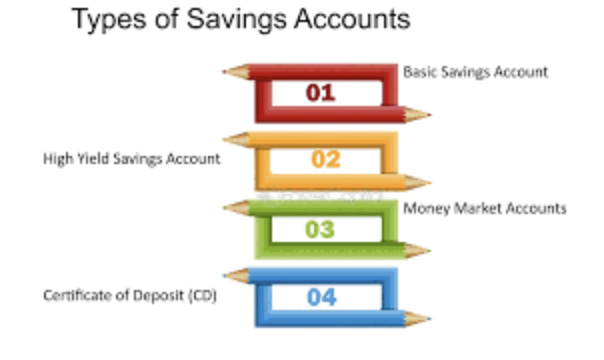 Types of Savings Accounts
01
Basic Savings Account
High Yield Savings Account
02
03
Money Market Accounts
Certificate of Deposit (CD)
04